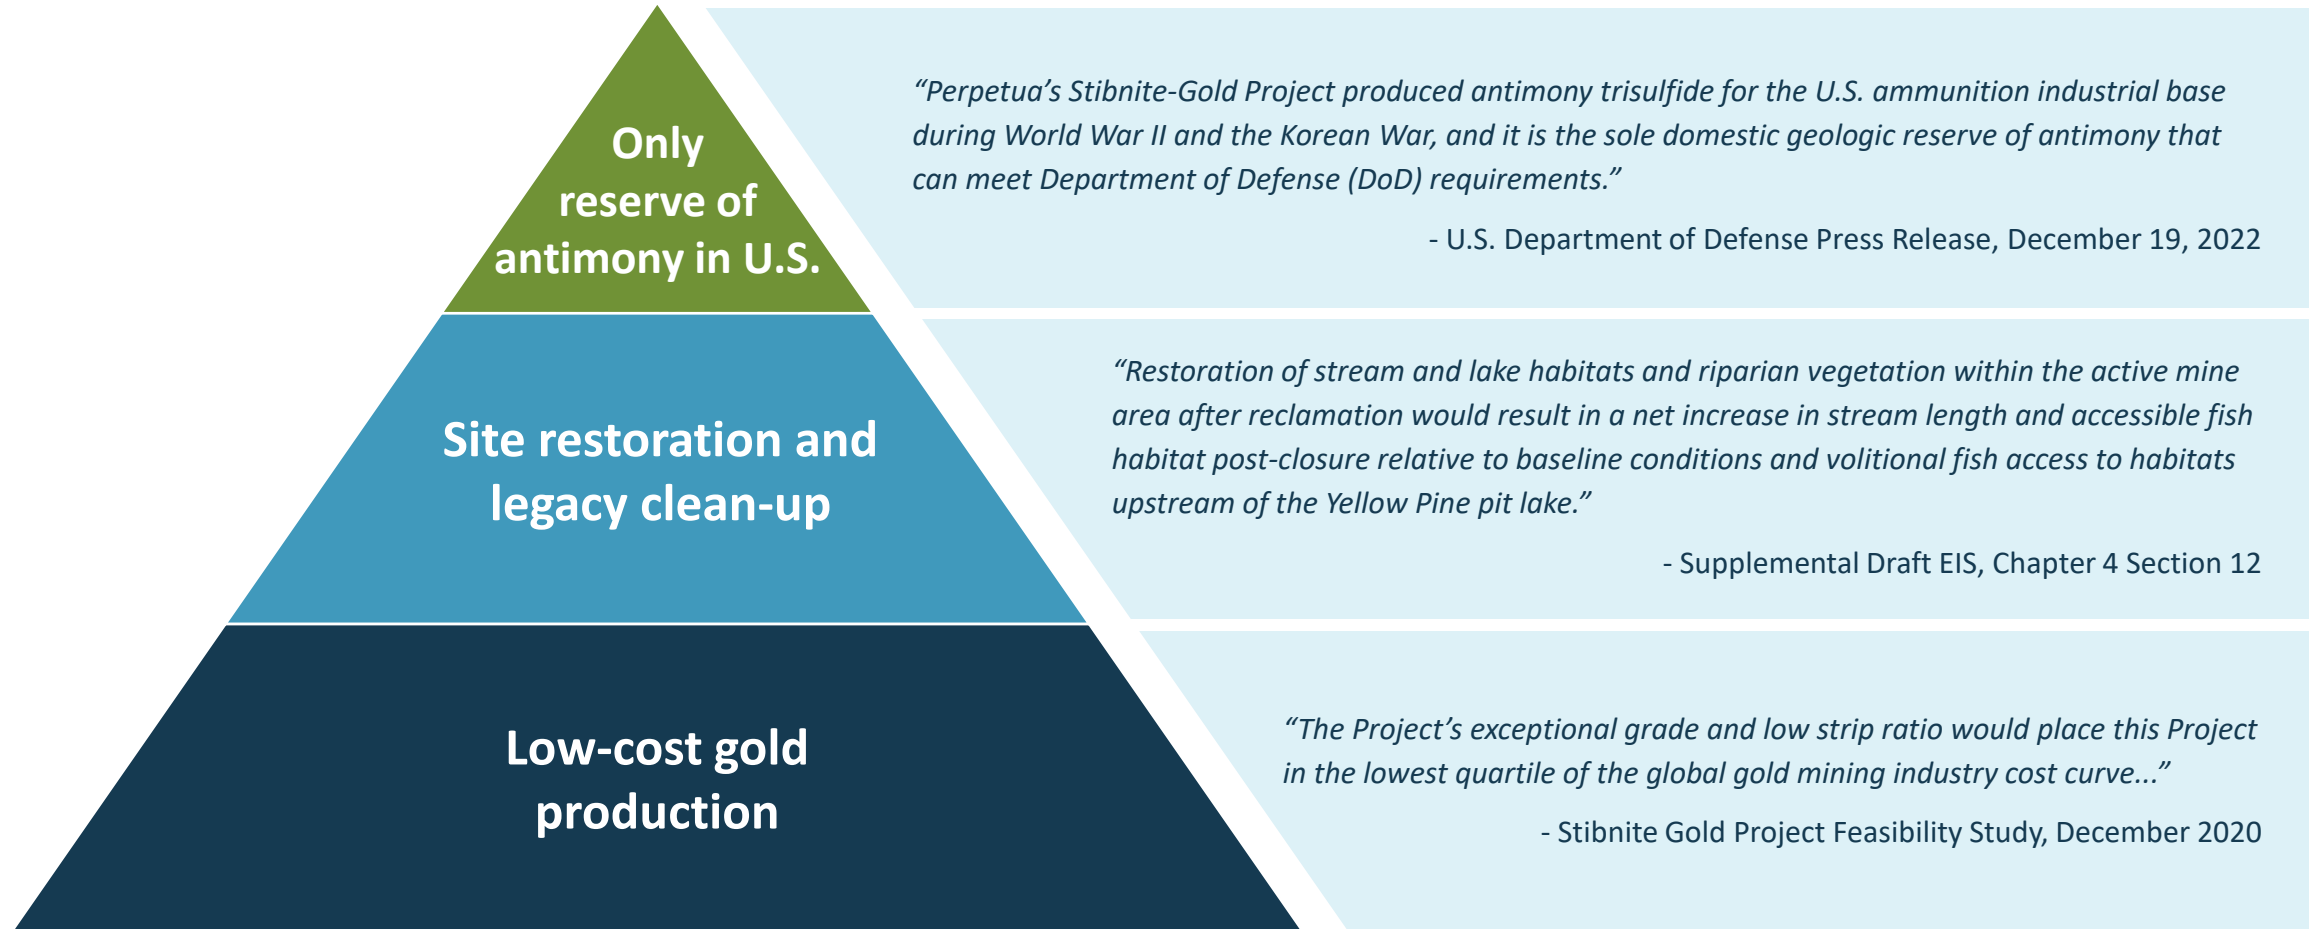 Only
reserve of
antimony in U.S.
“Perpetua’s Stibnite-Gold Project produced antimony trisulfide for the U.S. ammunition industrial base
during World War II and the Korean War, and it is the sole domestic geologic reserve of antimony that
can meet Department of Defense (DoD) requirements.”
- U.S. Department of Defense Press Release, December 19, 2022
Site restoration and
legacy clean-up
“Restoration of stream and lake habitats and riparian vegetation within the active mine
area after reclamation would result in a net increase in stream length and accessible fish
habitat post-closure relative to baseline conditions and volitional fish access to habitats
upstream of the Yellow Pine pit lake.”
- Supplemental Draft EIS, Chapter 4 Section 12
Low-cost gold
production
“The Project’s exceptional grade and low strip ratio would place this Project
in the lowest quartile of the global gold mining industry cost curve...”
- Stibnite Gold Project Feasibility Study, December 2020